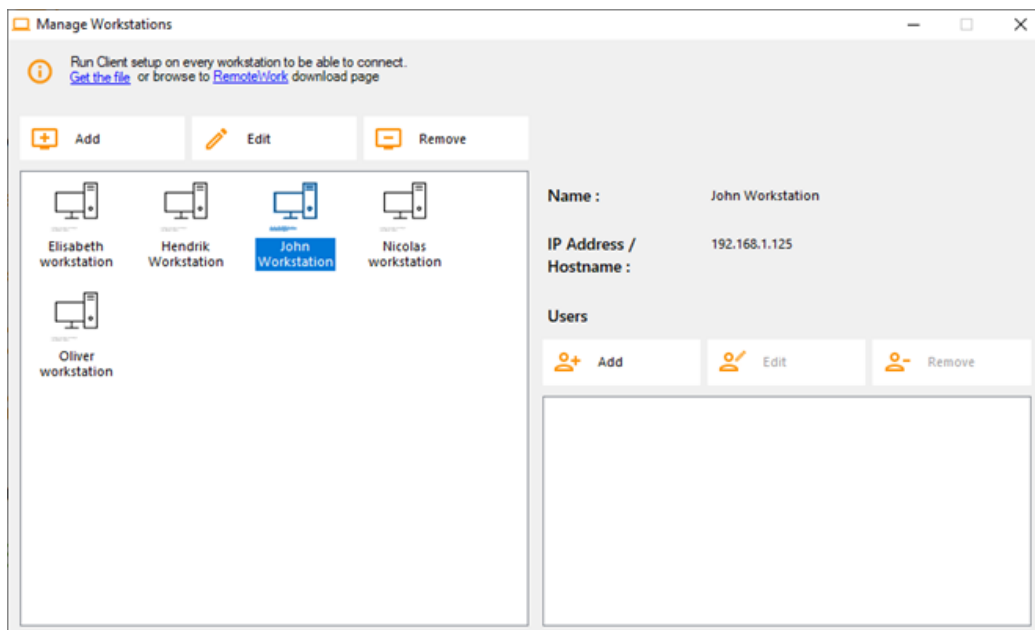 Manage Workstations
Run Client setup on every workstation to be able to connect.
Get the file or browse to RemoteWork download page
Add Edit Remove
Elisabeth workstation
Hendrik Workstation
John Workstation
Nicolas workstation
Oliver workstation
Name : John Workstation
IP Address / 192.168.1.125
Hostname :
Users
Add Edit Remove